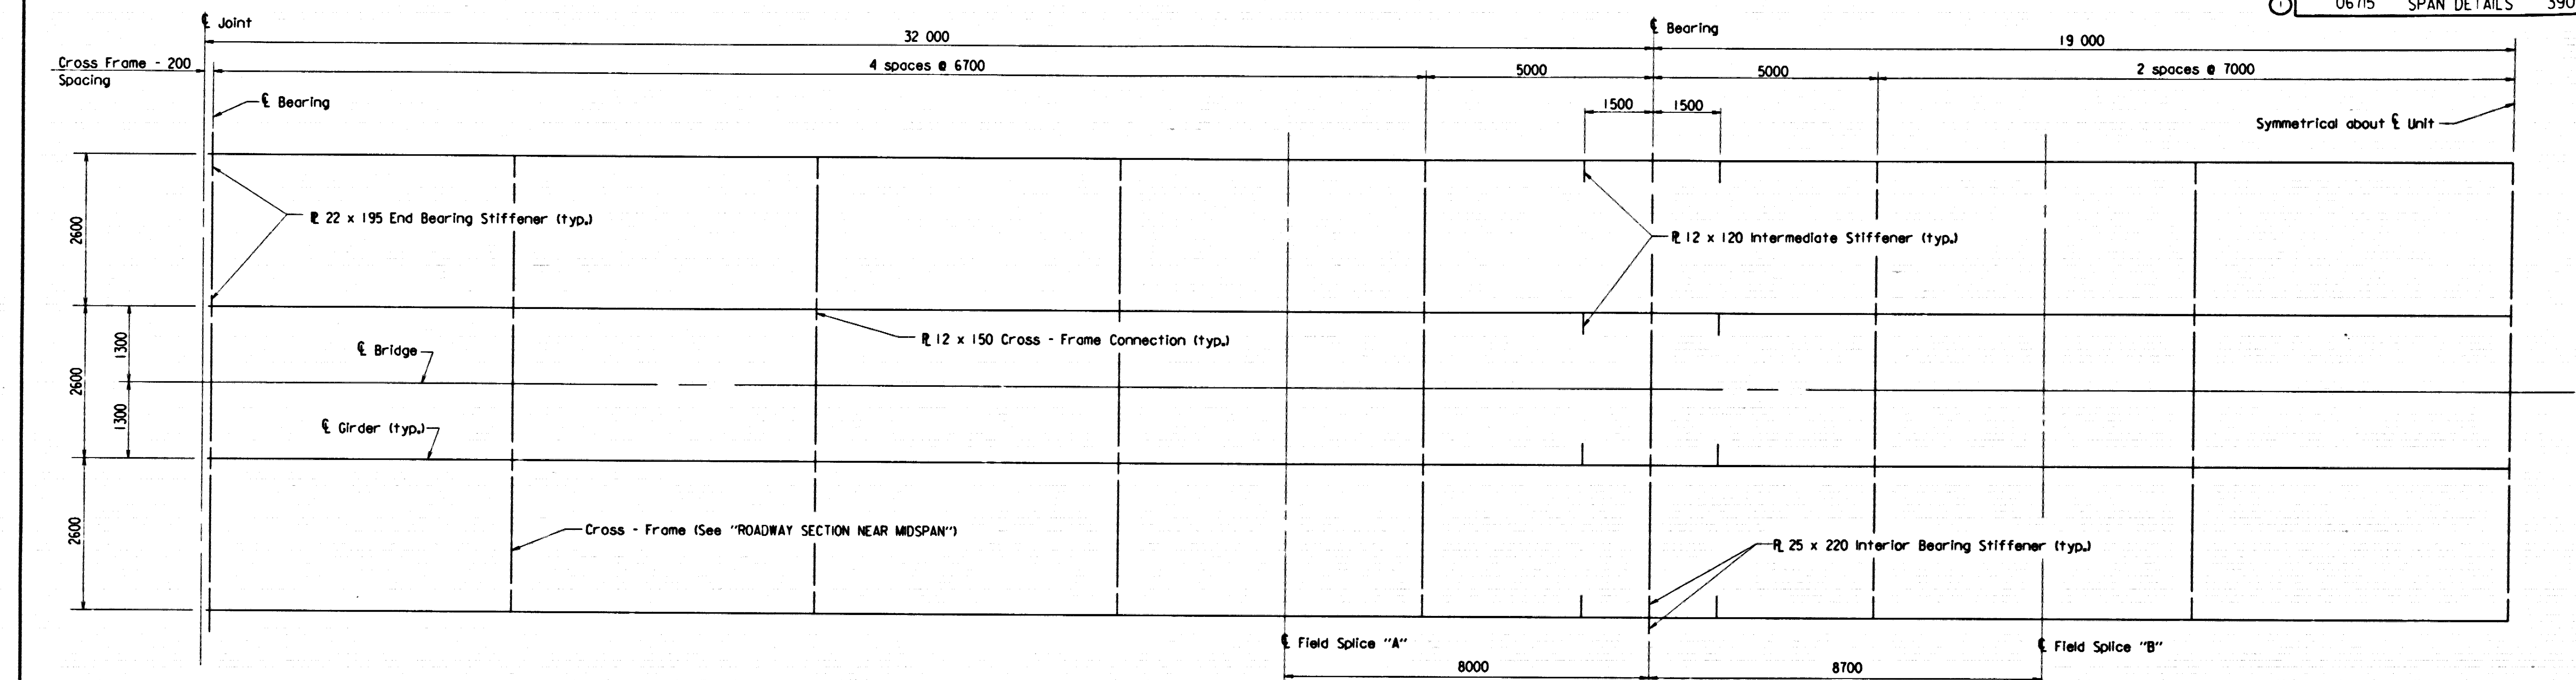 1 06715 SPAN DETAILS 390
℄ Joint
℄ Bearing
32 000
19 000
Cross Frame - 200
Spacing
4 spaces @ 6700
5000
5000
2 spaces @ 7000
℄ Bearing
1500
1500
Symmetrical about ℄ Unit
2600
℄ 22 x 195 End Bearing Stiffener (typ.)
℄ 12 x 120 Intermediate Stiffener (typ.)
1300
℄ 12 x 150 Cross - Frame Connection (typ.)
℄ Bridge
2600
1300
℄ Girder (typ.)
2600
Cross - Frame (See "ROADWAY SECTION NEAR MIDSPAN")
℄ 25 x 220 Interior Bearing Stiffener (typ.)
℄ Field Splice "A"
℄ Field Splice "B"
8000
8700